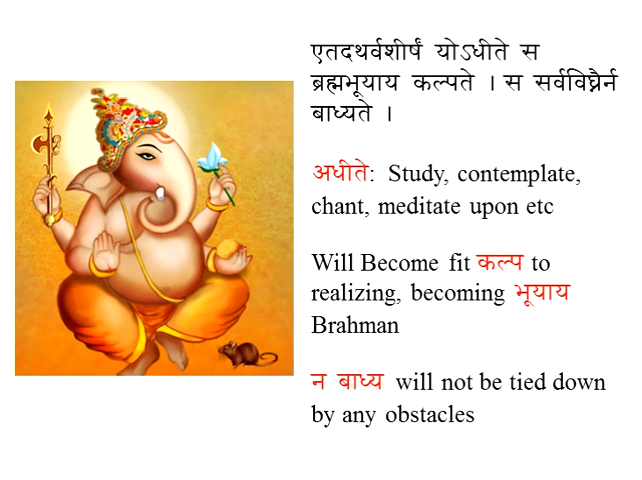 एतदथर्वशीर्षं योऽधीते स
ब्रह्मभूयाय कल्पते । स सर्वविघ्नैर्न
बाध्यते ।
अधीते: Study, contemplate,
chant, meditate upon etc
Will Become fit कल्प to
realizing, becoming भूयाय
Brahman
न बाध्य will not be tied down
by any obstacles